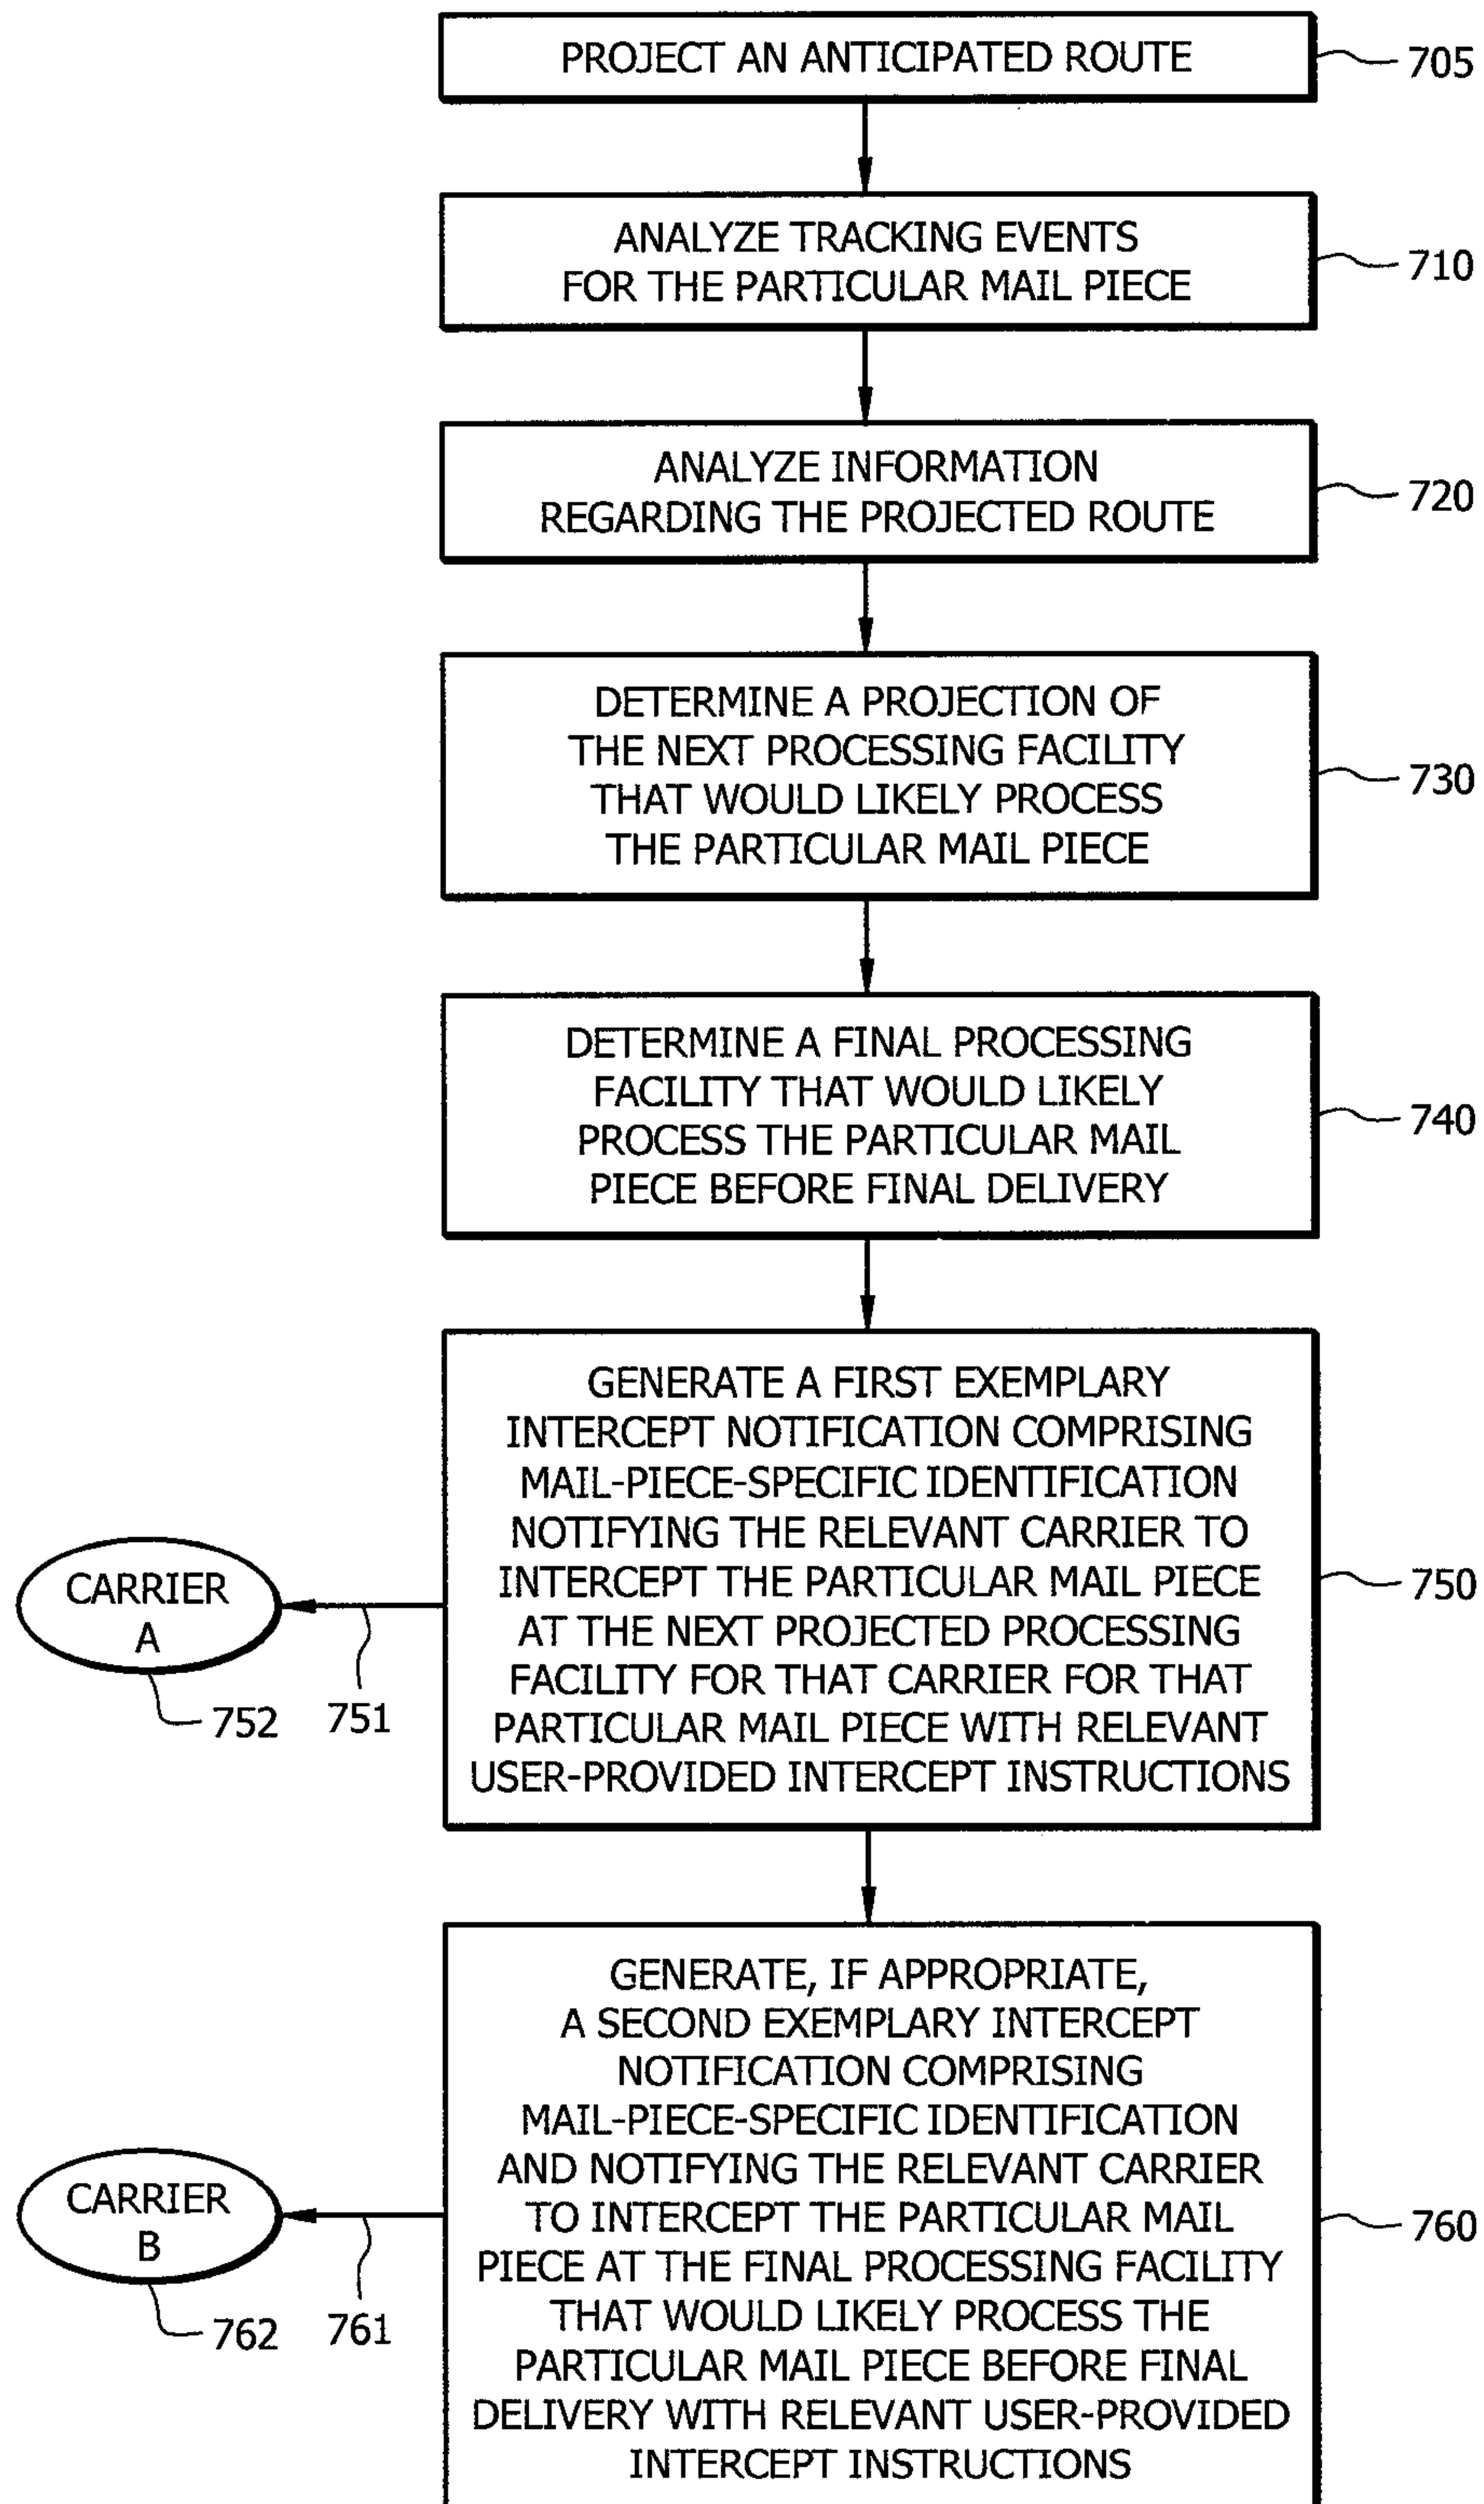 PROJECT AN ANTICIPATED ROUTE
705
ANALYZE TRACKING EVENTS
FOR THE PARTICULAR MAIL PIECE
710
ANALYZE INFORMATION
REGARDING THE PROJECTED ROUTE
720
DETERMINE A PROJECTION OF
THE NEXT PROCESSING FACILITY
THAT WOULD LIKELY PROCESS
THE PARTICULAR MAIL PIECE
730
DETERMINE A FINAL PROCESSING
FACILITY THAT WOULD LIKELY
PROCESS THE PARTICULAR MAIL
PIECE BEFORE FINAL DELIVERY
740
GENERATE A FIRST EXEMPLARY
INTERCEPT NOTIFICATION COMPRISING
MAIL-PIECE-SPECIFIC IDENTIFICATION
NOTIFYING THE RELEVANT CARRIER TO
INTERCEPT THE PARTICULAR MAIL PIECE
AT THE NEXT PROJECTED PROCESSING
FACILITY FOR THAT CARRIER FOR THAT
PARTICULAR MAIL PIECE WITH RELEVANT
USER-PROVIDED INTERCEPT INSTRUCTIONS
750
CARRIER
A
752
751
GENERATE, IF APPROPRIATE,
A SECOND EXEMPLARY INTERCEPT
NOTIFICATION COMPRISING
MAIL-PIECE-SPECIFIC IDENTIFICATION
AND NOTIFYING THE RELEVANT CARRIER
TO INTERCEPT THE PARTICULAR MAIL
PIECE AT THE FINAL PROCESSING FACILITY
THAT WOULD LIKELY PROCESS THE
PARTICULAR MAIL PIECE BEFORE FINAL
DELIVERY WITH RELEVANT USER-PROVIDED
INTERCEPT INSTRUCTIONS
760
CARRIER
B
762
761